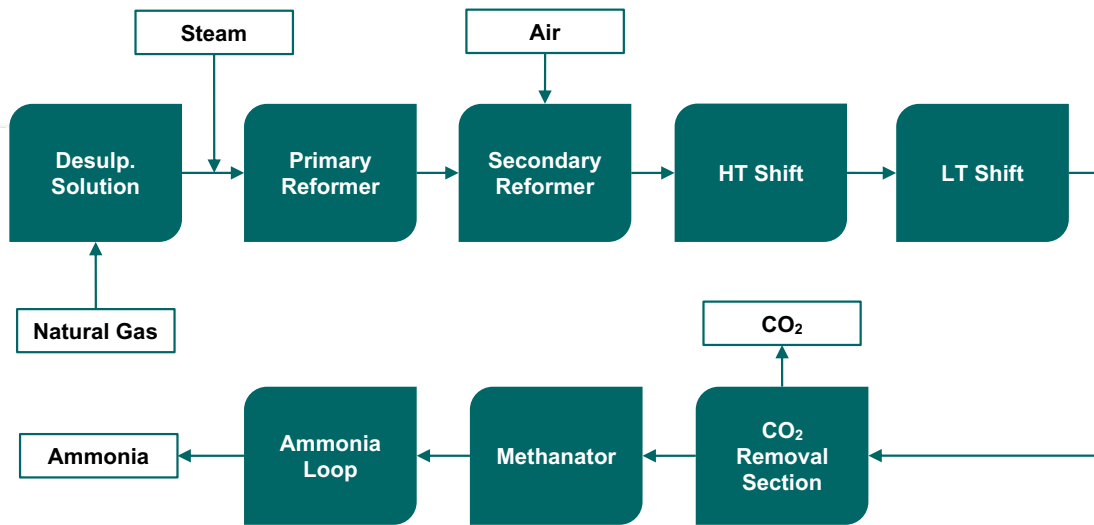 Steam
Air
Desulp.
Solution
Primary
Reformer
Secondary
Reformer
HT Shift
LT Shift
Natural Gas
CO₂
Ammonia
Ammonia
Loop
Methanator
CO₂
Removal
Section